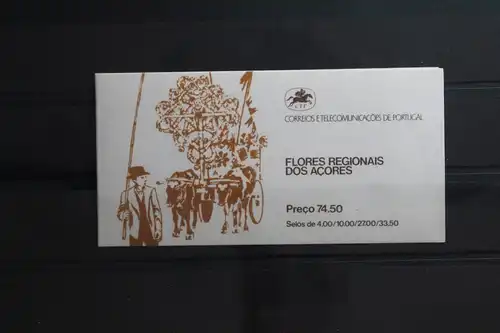 CTT
CORREIOS E TELECOMUNICAÇÕES DE PORTUGAL
FLORES REGIONAIS
DOS AÇORES
Preço 74.50
Selos de 4.00/10.00/27.00/33.50